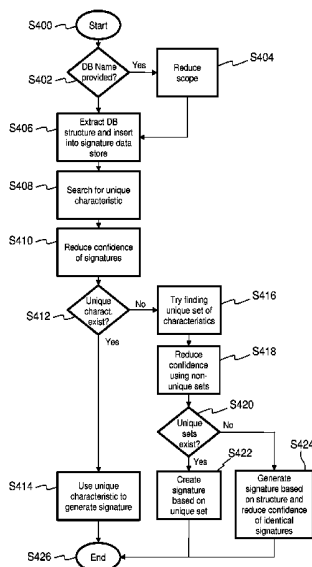 S400
Start
S402
DB Name
provided?
Yes
Reduce
scope
S404
S406
Extract DB
structure and insert
into signature data
store
S408
Search for unique
characteristic
S410
Reduce confidence
of signatures
S412
Unique
charact.
exist?
No
Yes
Try finding
unique set of
characteristics
S416
Reduce
confidence
using non-
unique sets
S418
S420
Unique
sets exist?
No
Yes
S422
S424
S414
Use unique
characteristic to
generate signature
Create
signature
based on
unique set
Generate
signature based
on structure and
reduce confidence
of identical
signatures
S426
End